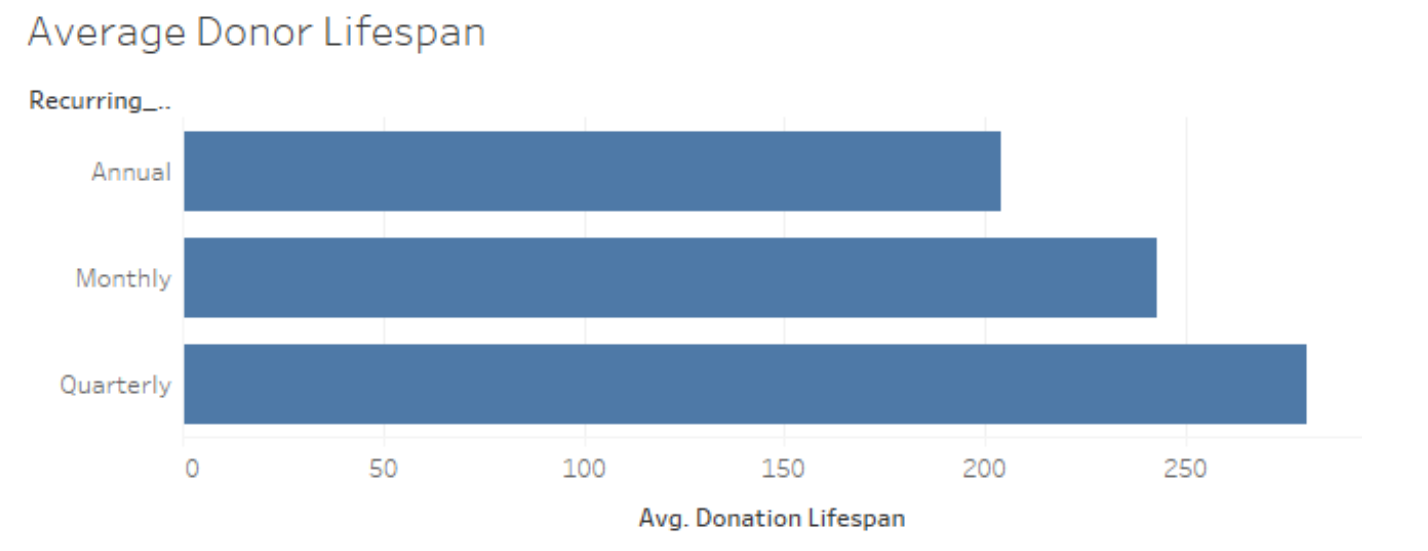 Average Donor Lifespan
Recurring_..
Annual
Monthly
Quarterly
0 50 100 150 200 250
Avg. Donation Lifespan